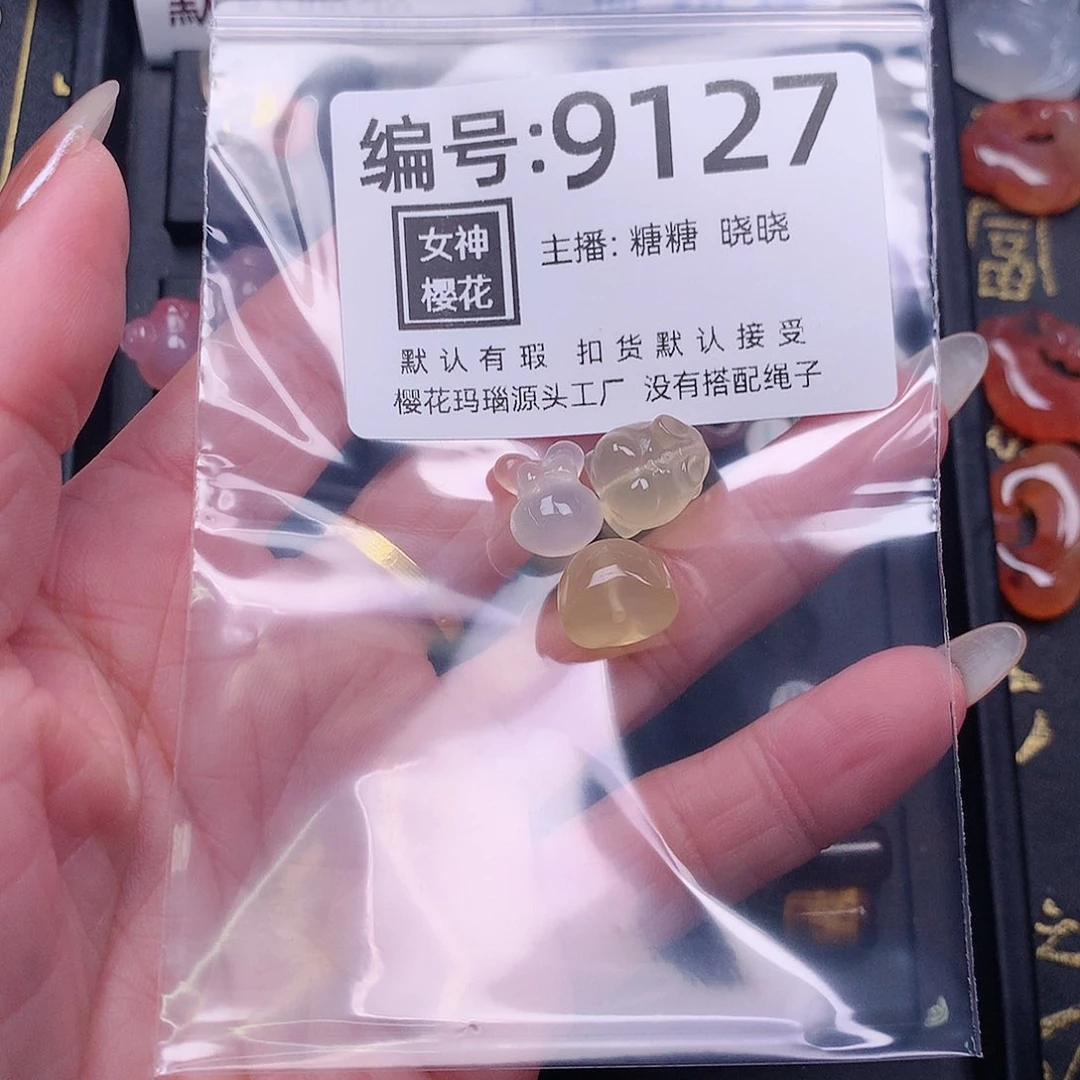 默
编号:9127
女神
樱花
主播: 糖糖 晓晓
默认有瑕 扣货默认接受
樱花玛瑙源头工厂 没有搭配绳子